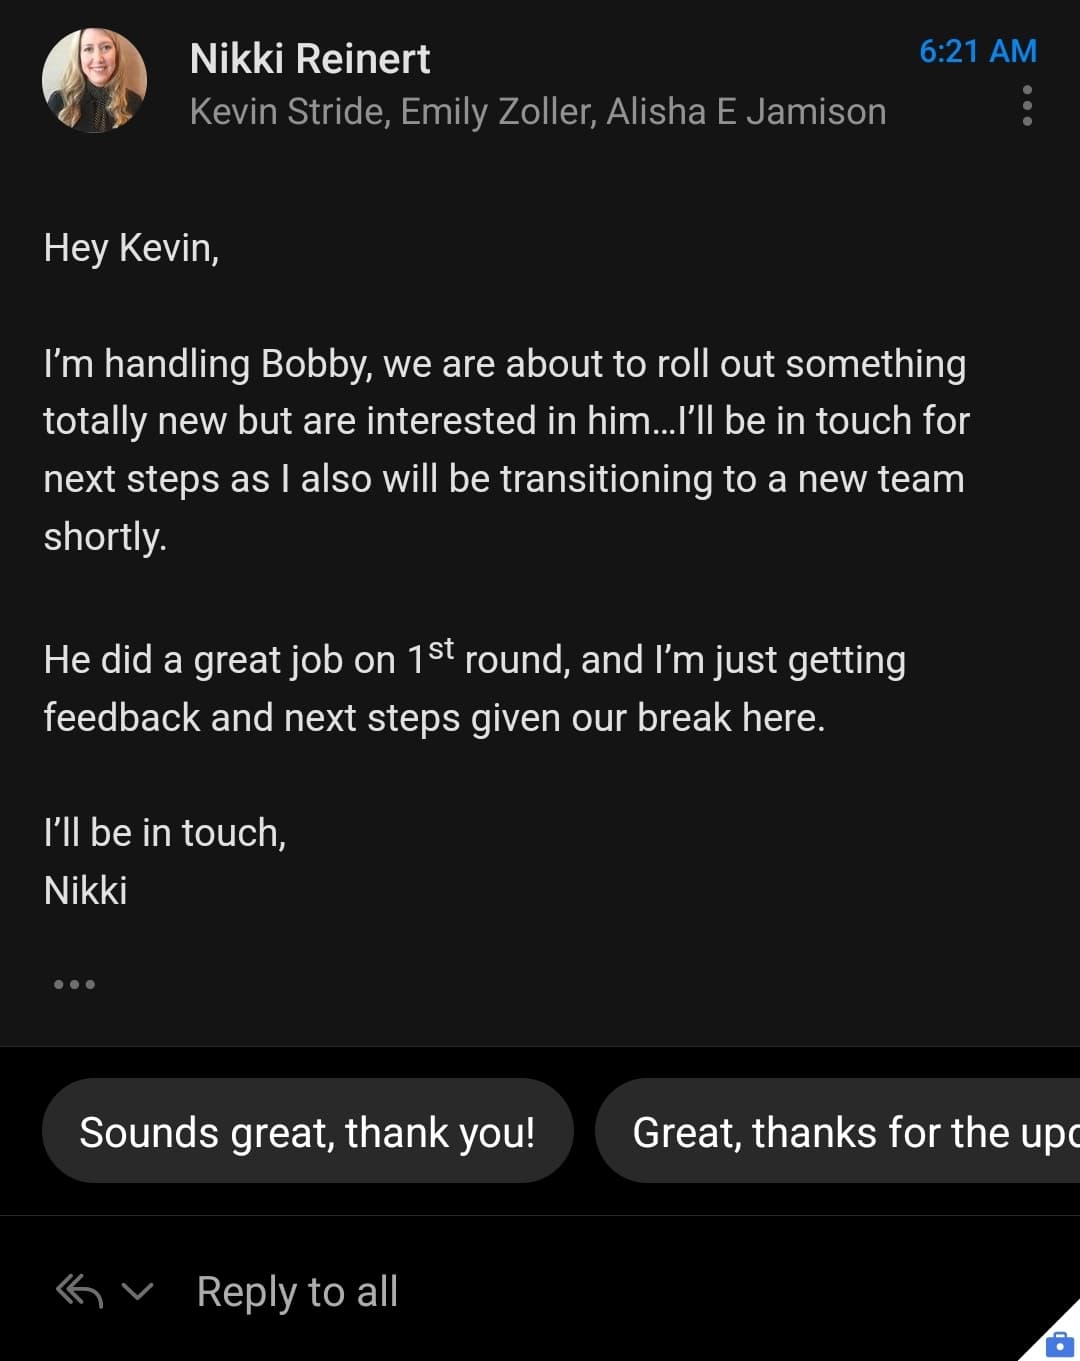 Nikki Reinert
6:21 AM
Kevin Stride, Emily Zoller, Alisha E Jamison
Hey Kevin,
I'm handling Bobby, we are about to roll out something
totally new but are interested in him...I'll be in touch for
next steps as I also will be transitioning to a new team
shortly.
He did a great job on 1st round, and I'm just getting
feedback and next steps given our break here.
I'll be in touch,
Nikki
Sounds great, thank you!
Great, thanks for the
Reply to all